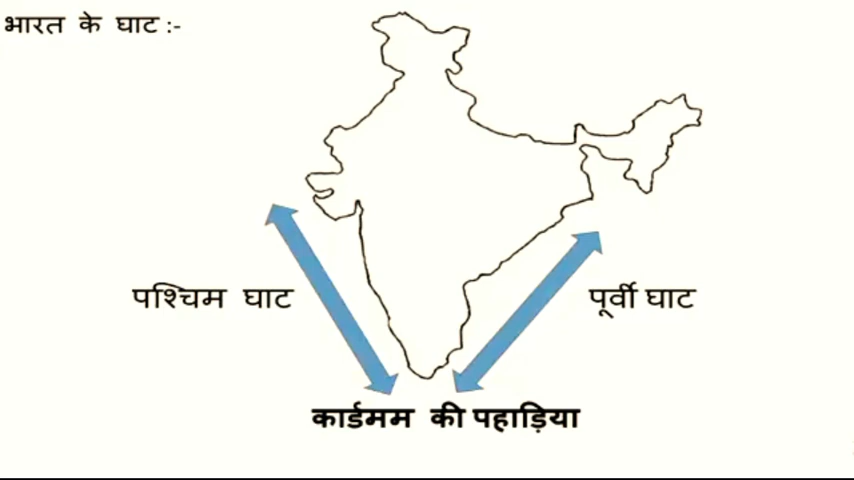 भारत के घाट :-
पश्चिम घाट
पूर्वी घाट
कार्डमम की पहाड़िया